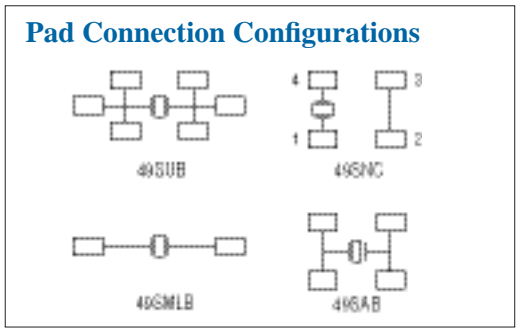 Pad Connection Configurations
4 3
1 2
49SUB 49SNC
49SMLB 49SAB